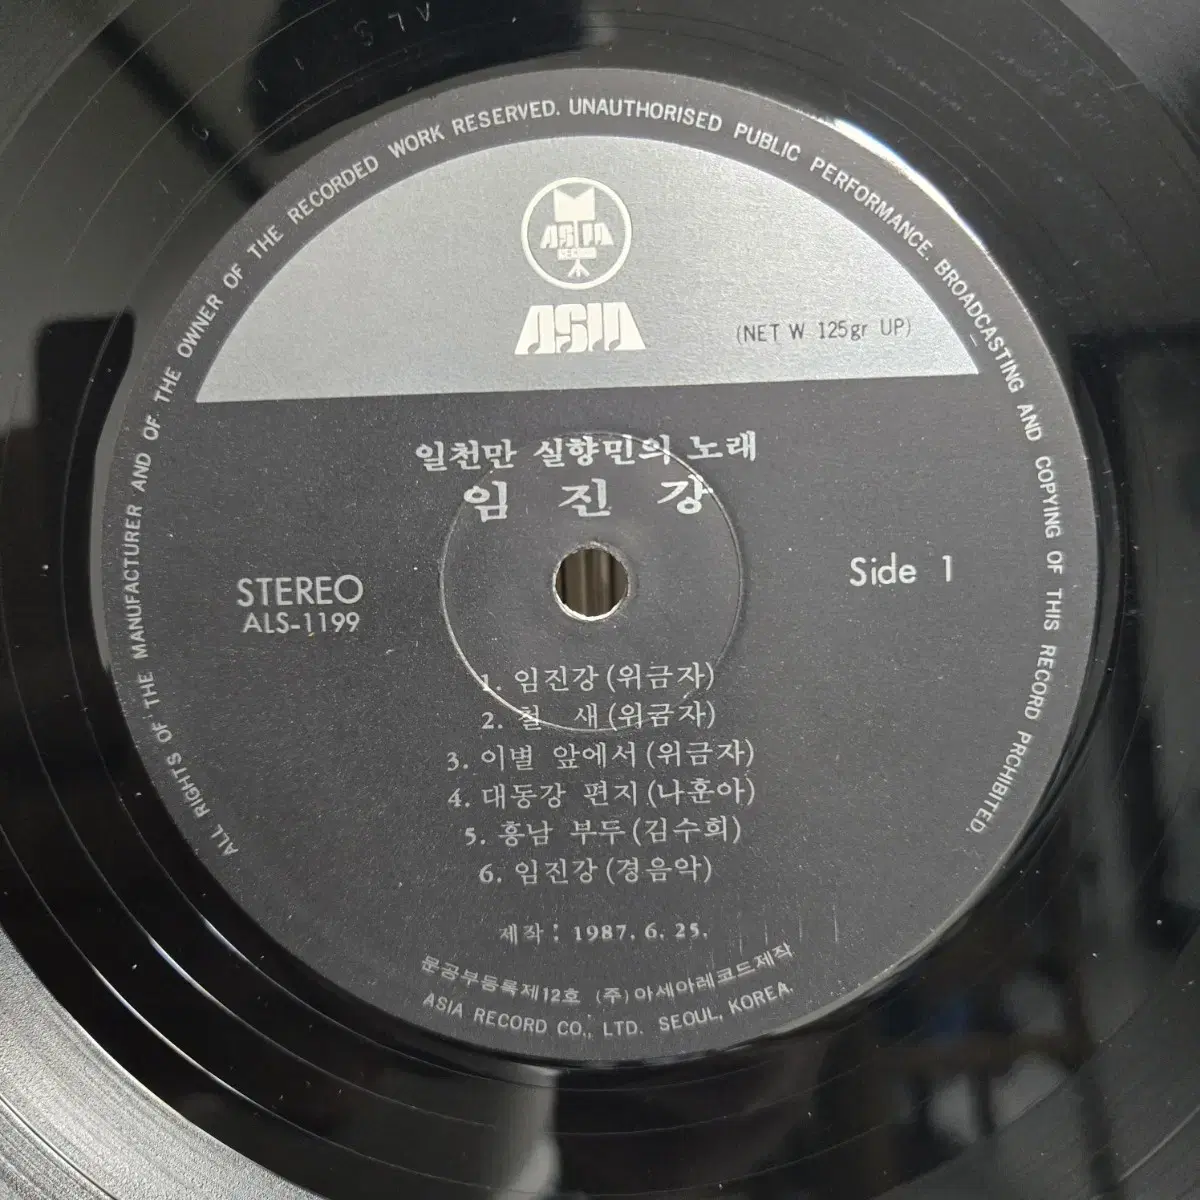 ALS 11
ALL RIGHTS OF THE MANUFACTURER AND OF THE OWNER OF THE RECORDED WORK RESERVED. UNAUTHORISED PUBLIC PERFORMANCE. BROADCASTING AND COPYING OF THIS RECORD PROHIBITED.
ASIA
RECORD
ASIA
(NET W 125gr UP)
일천만 실향민의 노래
임 진 강
STEREO
ALS-1199
Side 1
1. 임진강(위금자)
2. 철 새(위금자)
3. 이별 앞에서(위금자)
4. 대동강 편지(나훈아)
5. 흥남 부두(김수희)
6. 임진강(경음악)
제작: 1987. 6. 25.
문공부등록제12호 (주)아세아레코드제작
ASIA RECORD CO., LTD. SEOUL, KOREA.